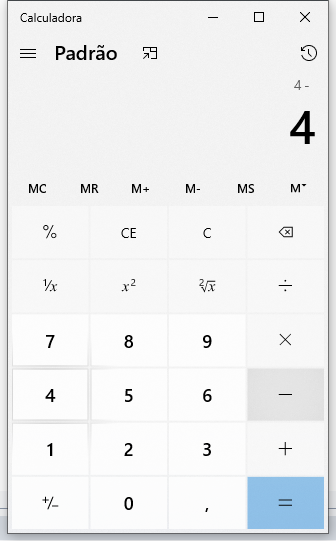 Calculadora
Padrão
4 -
4
MC MR M+ M- MS M˅
% CE C
¹/x x² ²√x ÷
7 8 9 ×
4 5 6 −
1 2 3 +
+/− 0 , =